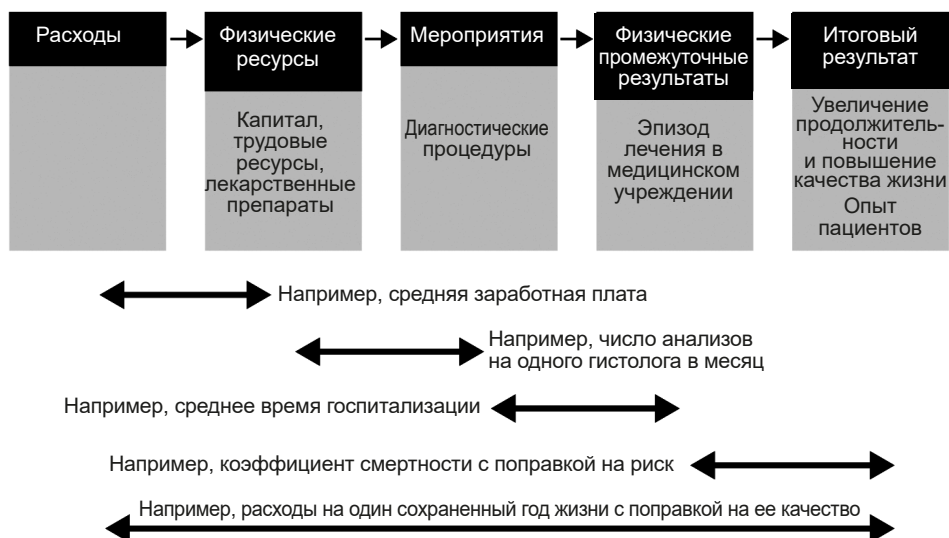 Расходы
Физические
ресурсы
Мероприятия
Физические
промежуточные
результаты
Итоговый
результат
Капитал,
трудовые
ресурсы,
лекарственные
препараты
Диагностические
процедуры
Эпизод
лечения в
медицинском
учреждении
Увеличение
продолжитель-
ности
и повышение
качества жизни
Опыт
пациентов
Например, средняя заработная плата
Например, число анализов
на одного гистолога в месяц
Например, среднее время госпитализации
Например, коэффициент смертности с поправкой на риск
Например, расходы на один сохраненный год жизни с поправкой на ее качество